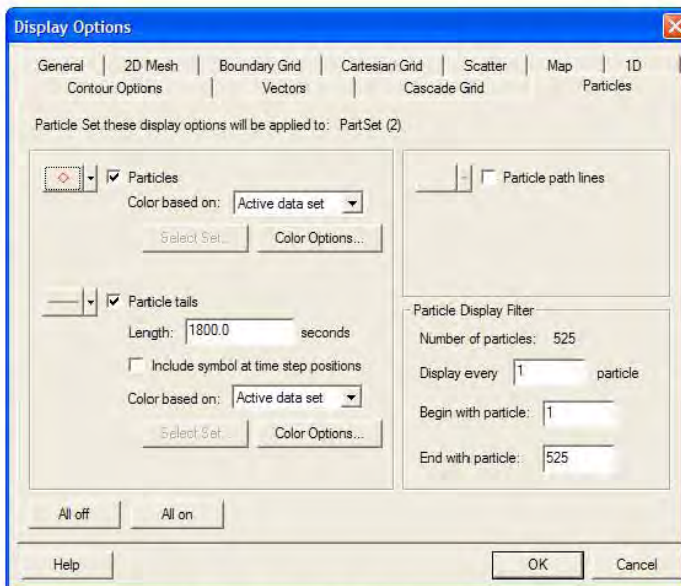 Display Options
General 2D Mesh Boundary Grid Cartesian Grid Scatter Map 1D
Contour Options Vectors Cascade Grid Particles
Particle Set these display options will be applied to: PartSet (2)
Particles
Color based on: Active data set
Select Set... Color Options...
Particle tails
Length: 1800.0 seconds
Include symbol at time step positions
Color based on: Active data set
Select Set... Color Options...
Particle path lines
Particle Display Filter
Number of particles: 525
Display every 1 particle
Begin with particle: 1
End with particle: 525
All off All on
Help OK Cancel